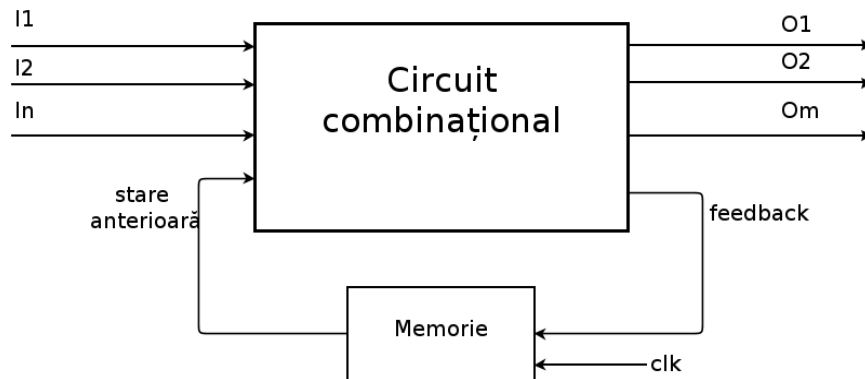 I1
O1
I2
O2
Circuit
combinațional
In
Om
stare
anterioară
feedback
Memorie
clk